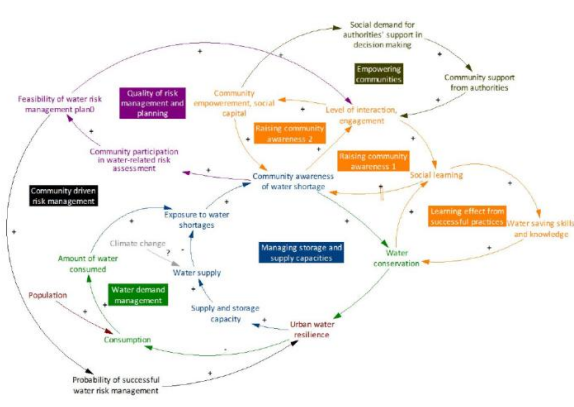 Social demand for
authorities' support in
decision making
Empowering
communities
Community support
from authorities
Feasibility of water risk
management plan0
Quality of risk
management and
planning
Community
empowerment, social
capital
Level of interaction,
engagement
Raising community
awareness 2
Raising community
awareness 1
Community participation
in water-related risk
assessment
Community awareness
of water shortage
Social learning
Community driven
risk management
Exposure to water
shortages
Learning effect from
successful practices
Water saving skills
and knowledge
Climate change
?
Amount of water
consumed
Managing storage and
supply capacities
Water
conservation
Water supply
Population
Water demand
management
Supply and storage
capacity
Urban water
resilience
Consumption
Probability of successful
water risk management